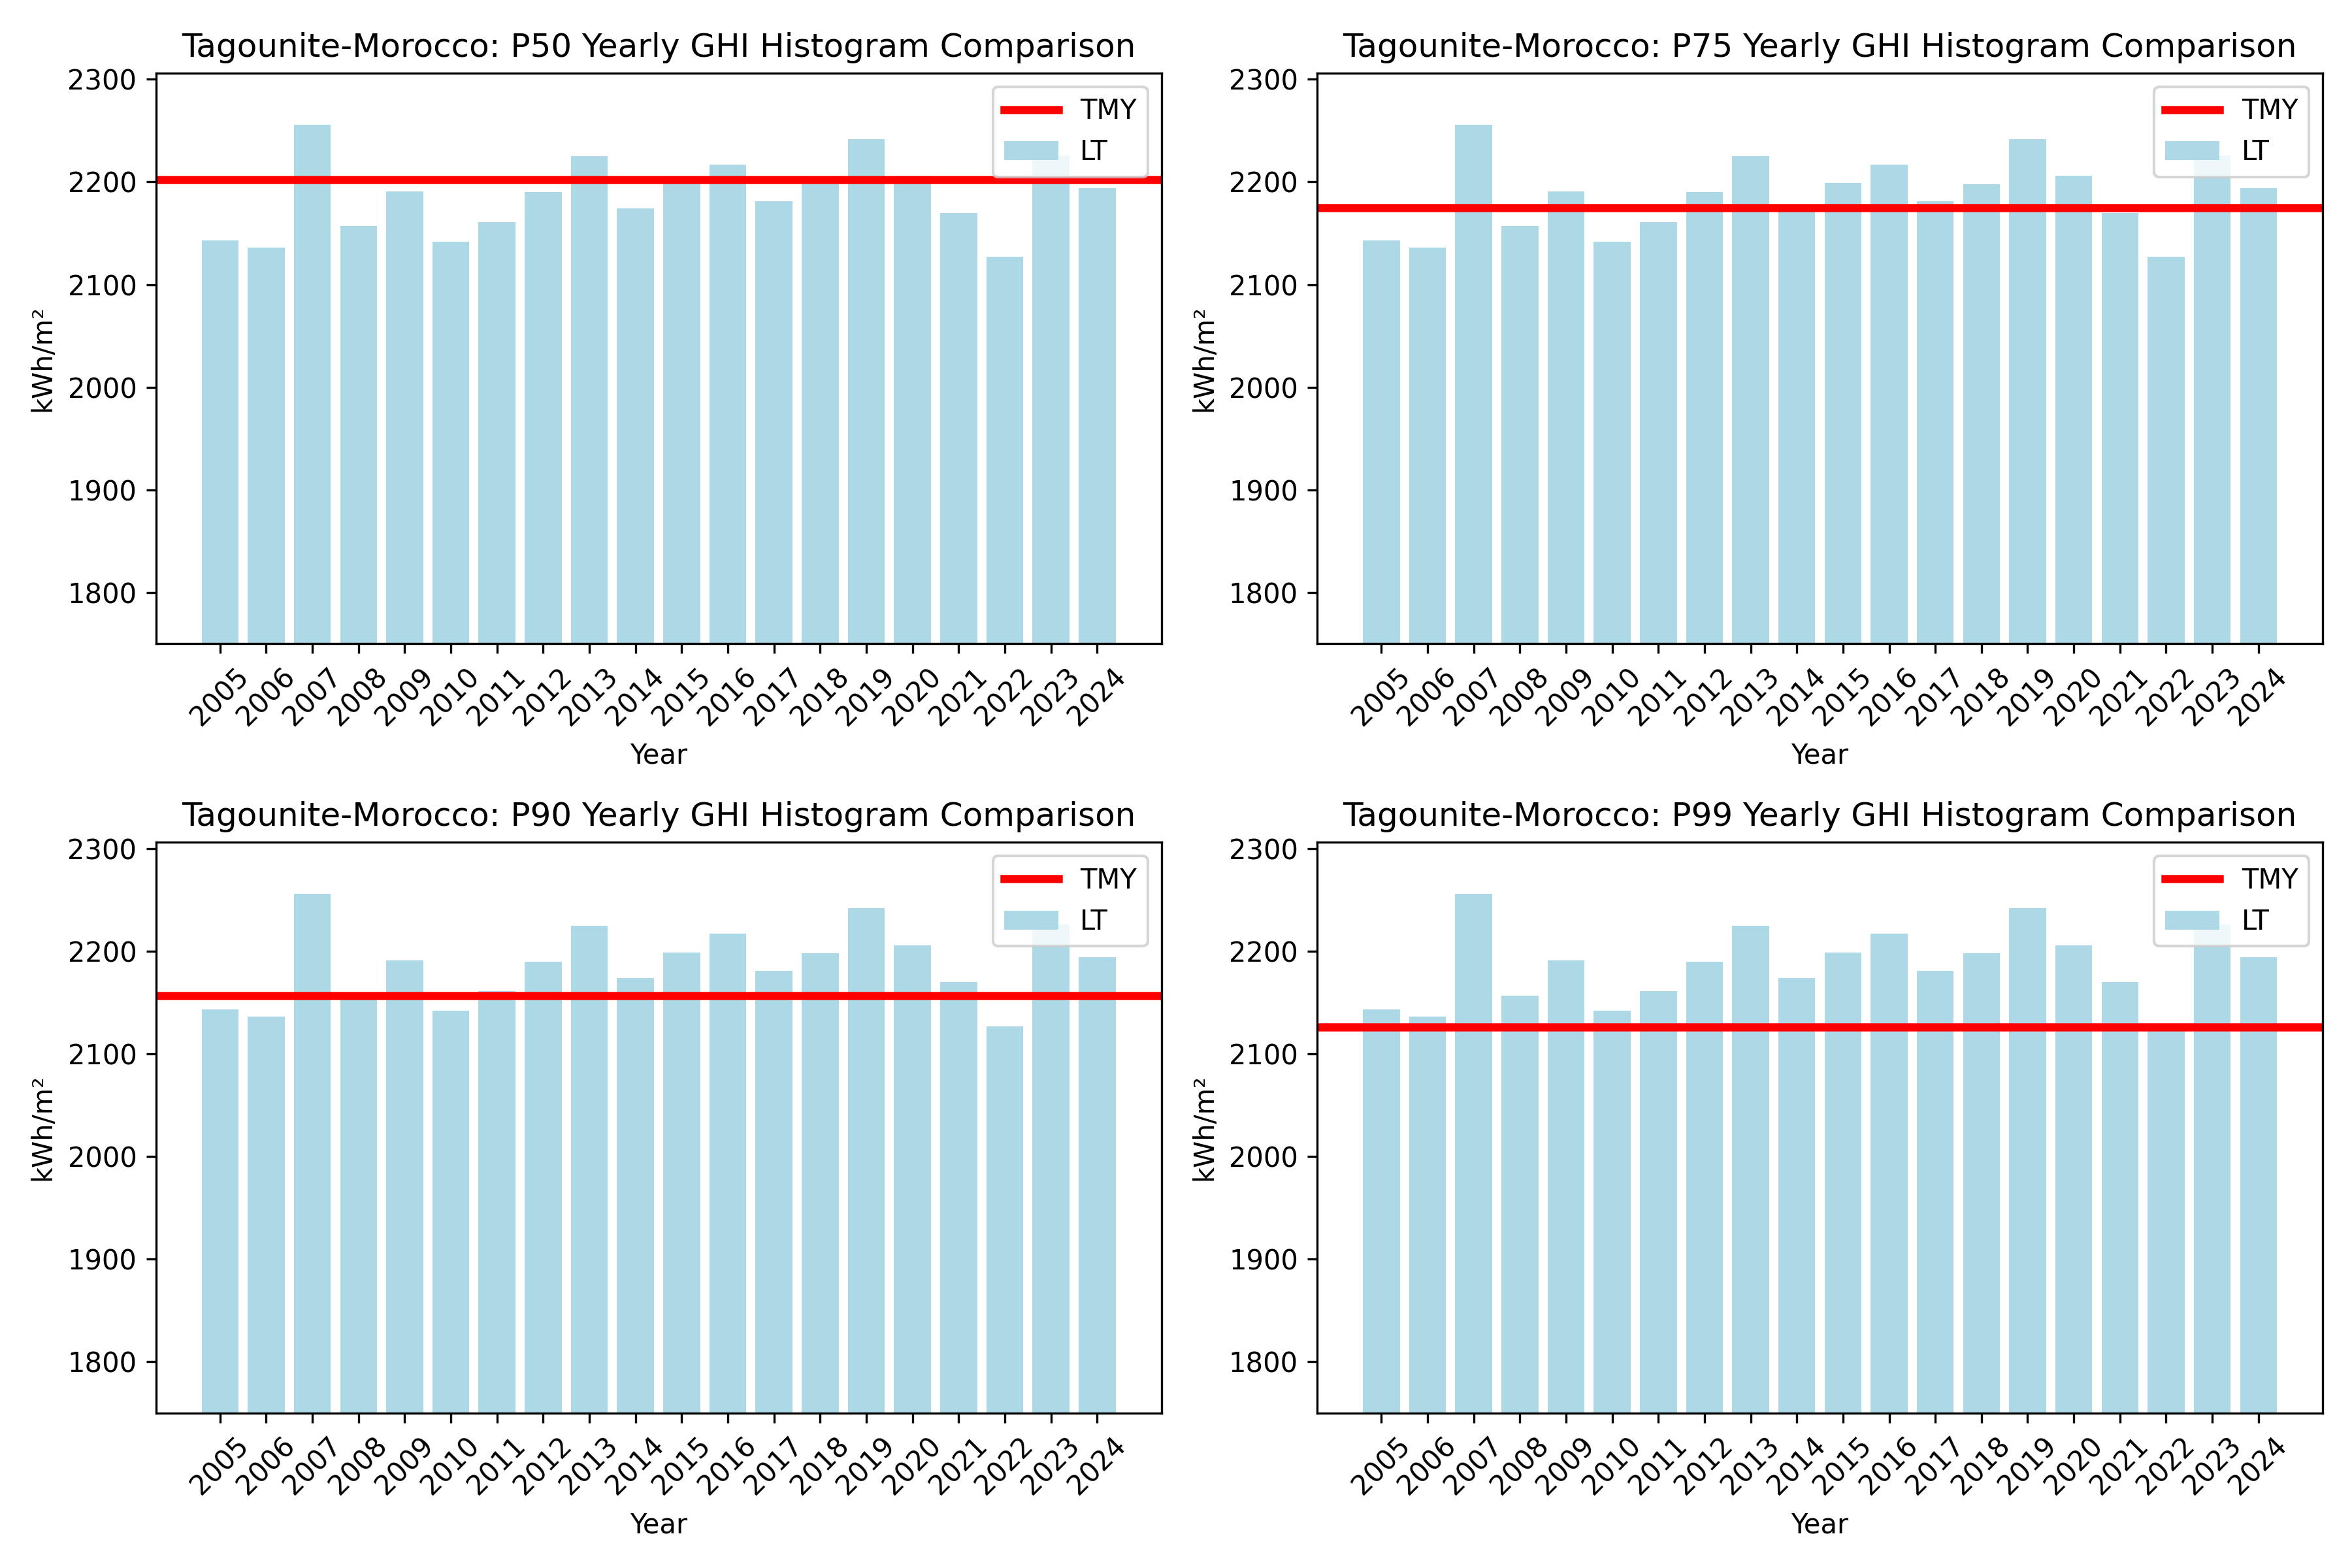 Tagounite-Morocco: P50 Yearly GHI Histogram Comparison
2300
2200
2100
2000
1900
1800
kWh/m²
TMY
LT
2005 2006 2007 2008 2009 2010 2011 2012 2013 2014 2015 2016 2017 2018 2019 2020 2021 2022 2023 2024
Year
Tagounite-Morocco: P75 Yearly GHI Histogram Comparison
2300
2200
2100
2000
1900
1800
kWh/m²
TMY
LT
2005 2006 2007 2008 2009 2010 2011 2012 2013 2014 2015 2016 2017 2018 2019 2020 2021 2022 2023 2024
Year
Tagounite-Morocco: P90 Yearly GHI Histogram Comparison
2300
2200
2100
2000
1900
1800
kWh/m²
TMY
LT
2005 2006 2007 2008 2009 2010 2011 2012 2013 2014 2015 2016 2017 2018 2019 2020 2021 2022 2023 2024
Year
Tagounite-Morocco: P99 Yearly GHI Histogram Comparison
2300
2200
2100
2000
1900
1800
kWh/m²
TMY
LT
2005 2006 2007 2008 2009 2010 2011 2012 2013 2014 2015 2016 2017 2018 2019 2020 2021 2022 2023 2024
Year